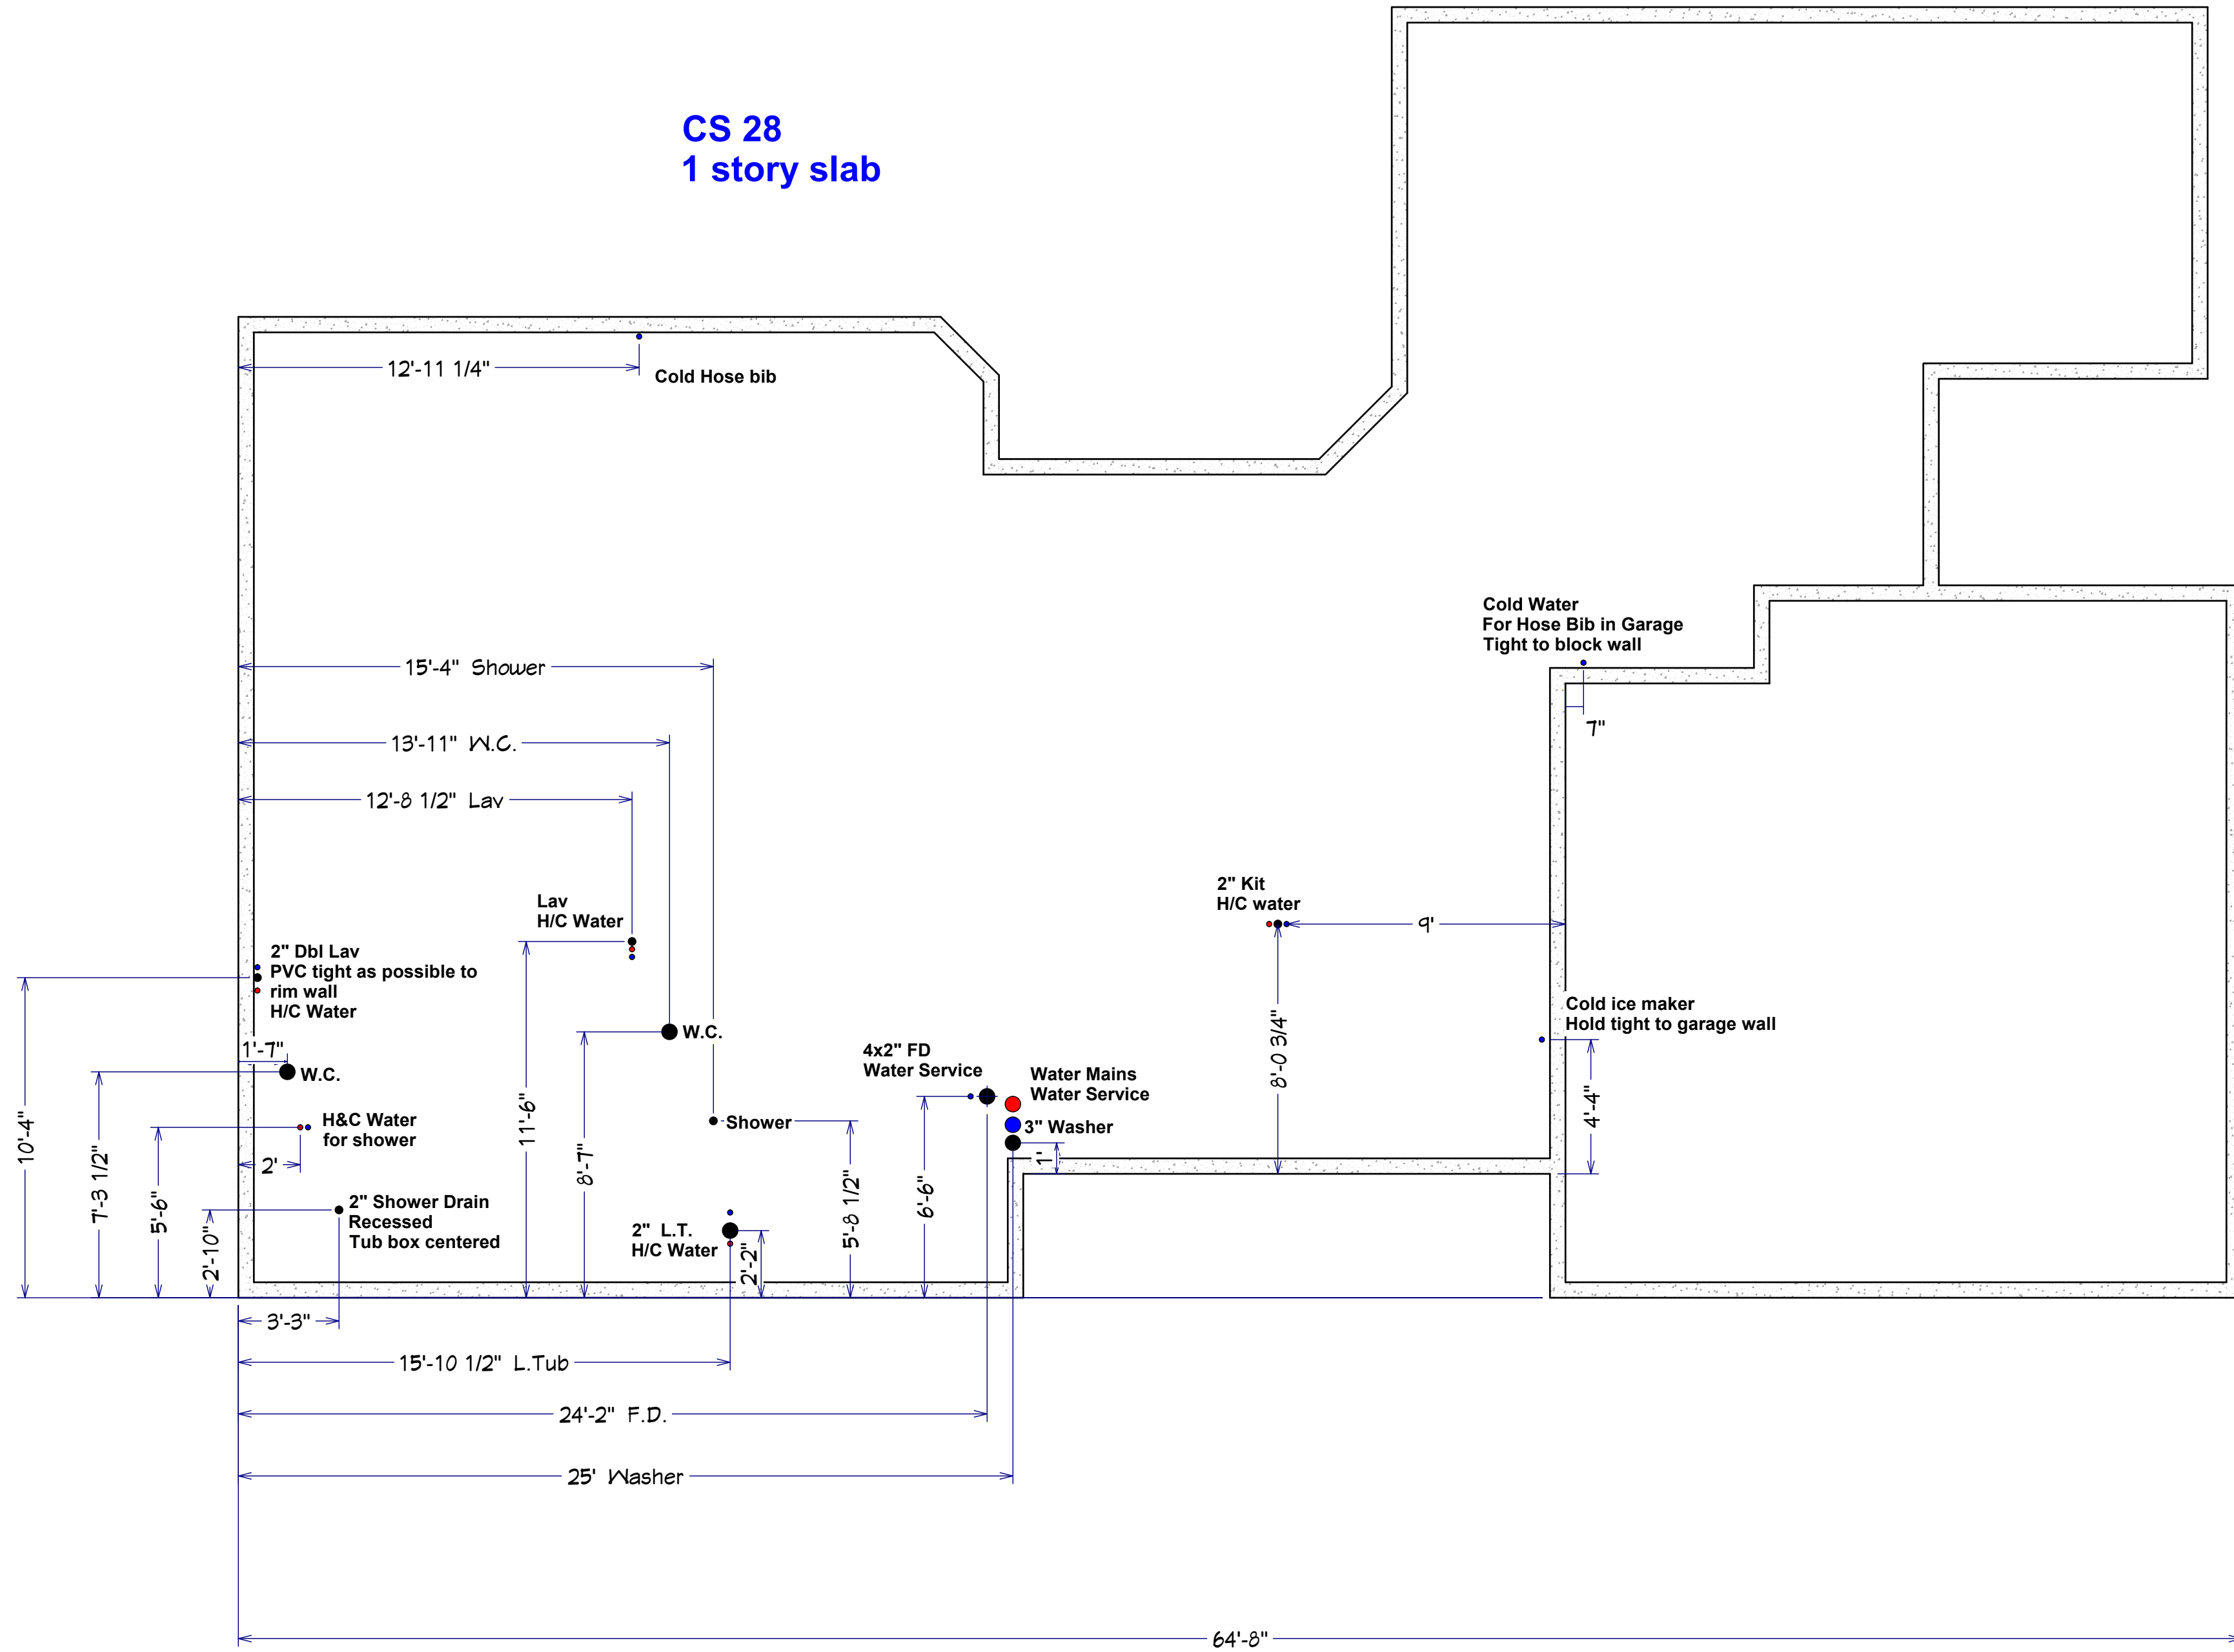 CS 28
1 story slab
12'-11 1/4"
Cold Hose bib
Cold Water
For Hose Bib in Garage
Tight to block wall
15'-4" Shower
7"
13'-11" W.C.
12'-8 1/2" Lav
2" Kit
H/C water
Lav
H/C Water
9'
2" Dbl Lav
PVC tight as possible to
rim wall
H/C Water
Cold ice maker
Hold tight to garage wall
W.C.
1'-7"
4x2" FD
Water Service
8'-0 3/4"
W.C.
Water Mains
Water Service
4'-4"
H&C Water
for shower
11'-6"
Shower
3" Washer
10'-4"
2'
8'-7"
1'
7'-3 1/2"
5'-6"
2'-10"
2" Shower Drain
Recessed
Tub box centered
5'-8 1/2"
6'-6"
2" L.T.
H/C Water
2'-2"
3'-3"
15'-10 1/2" L.Tub
24'-2" F.D.
25' Washer
64'-8"